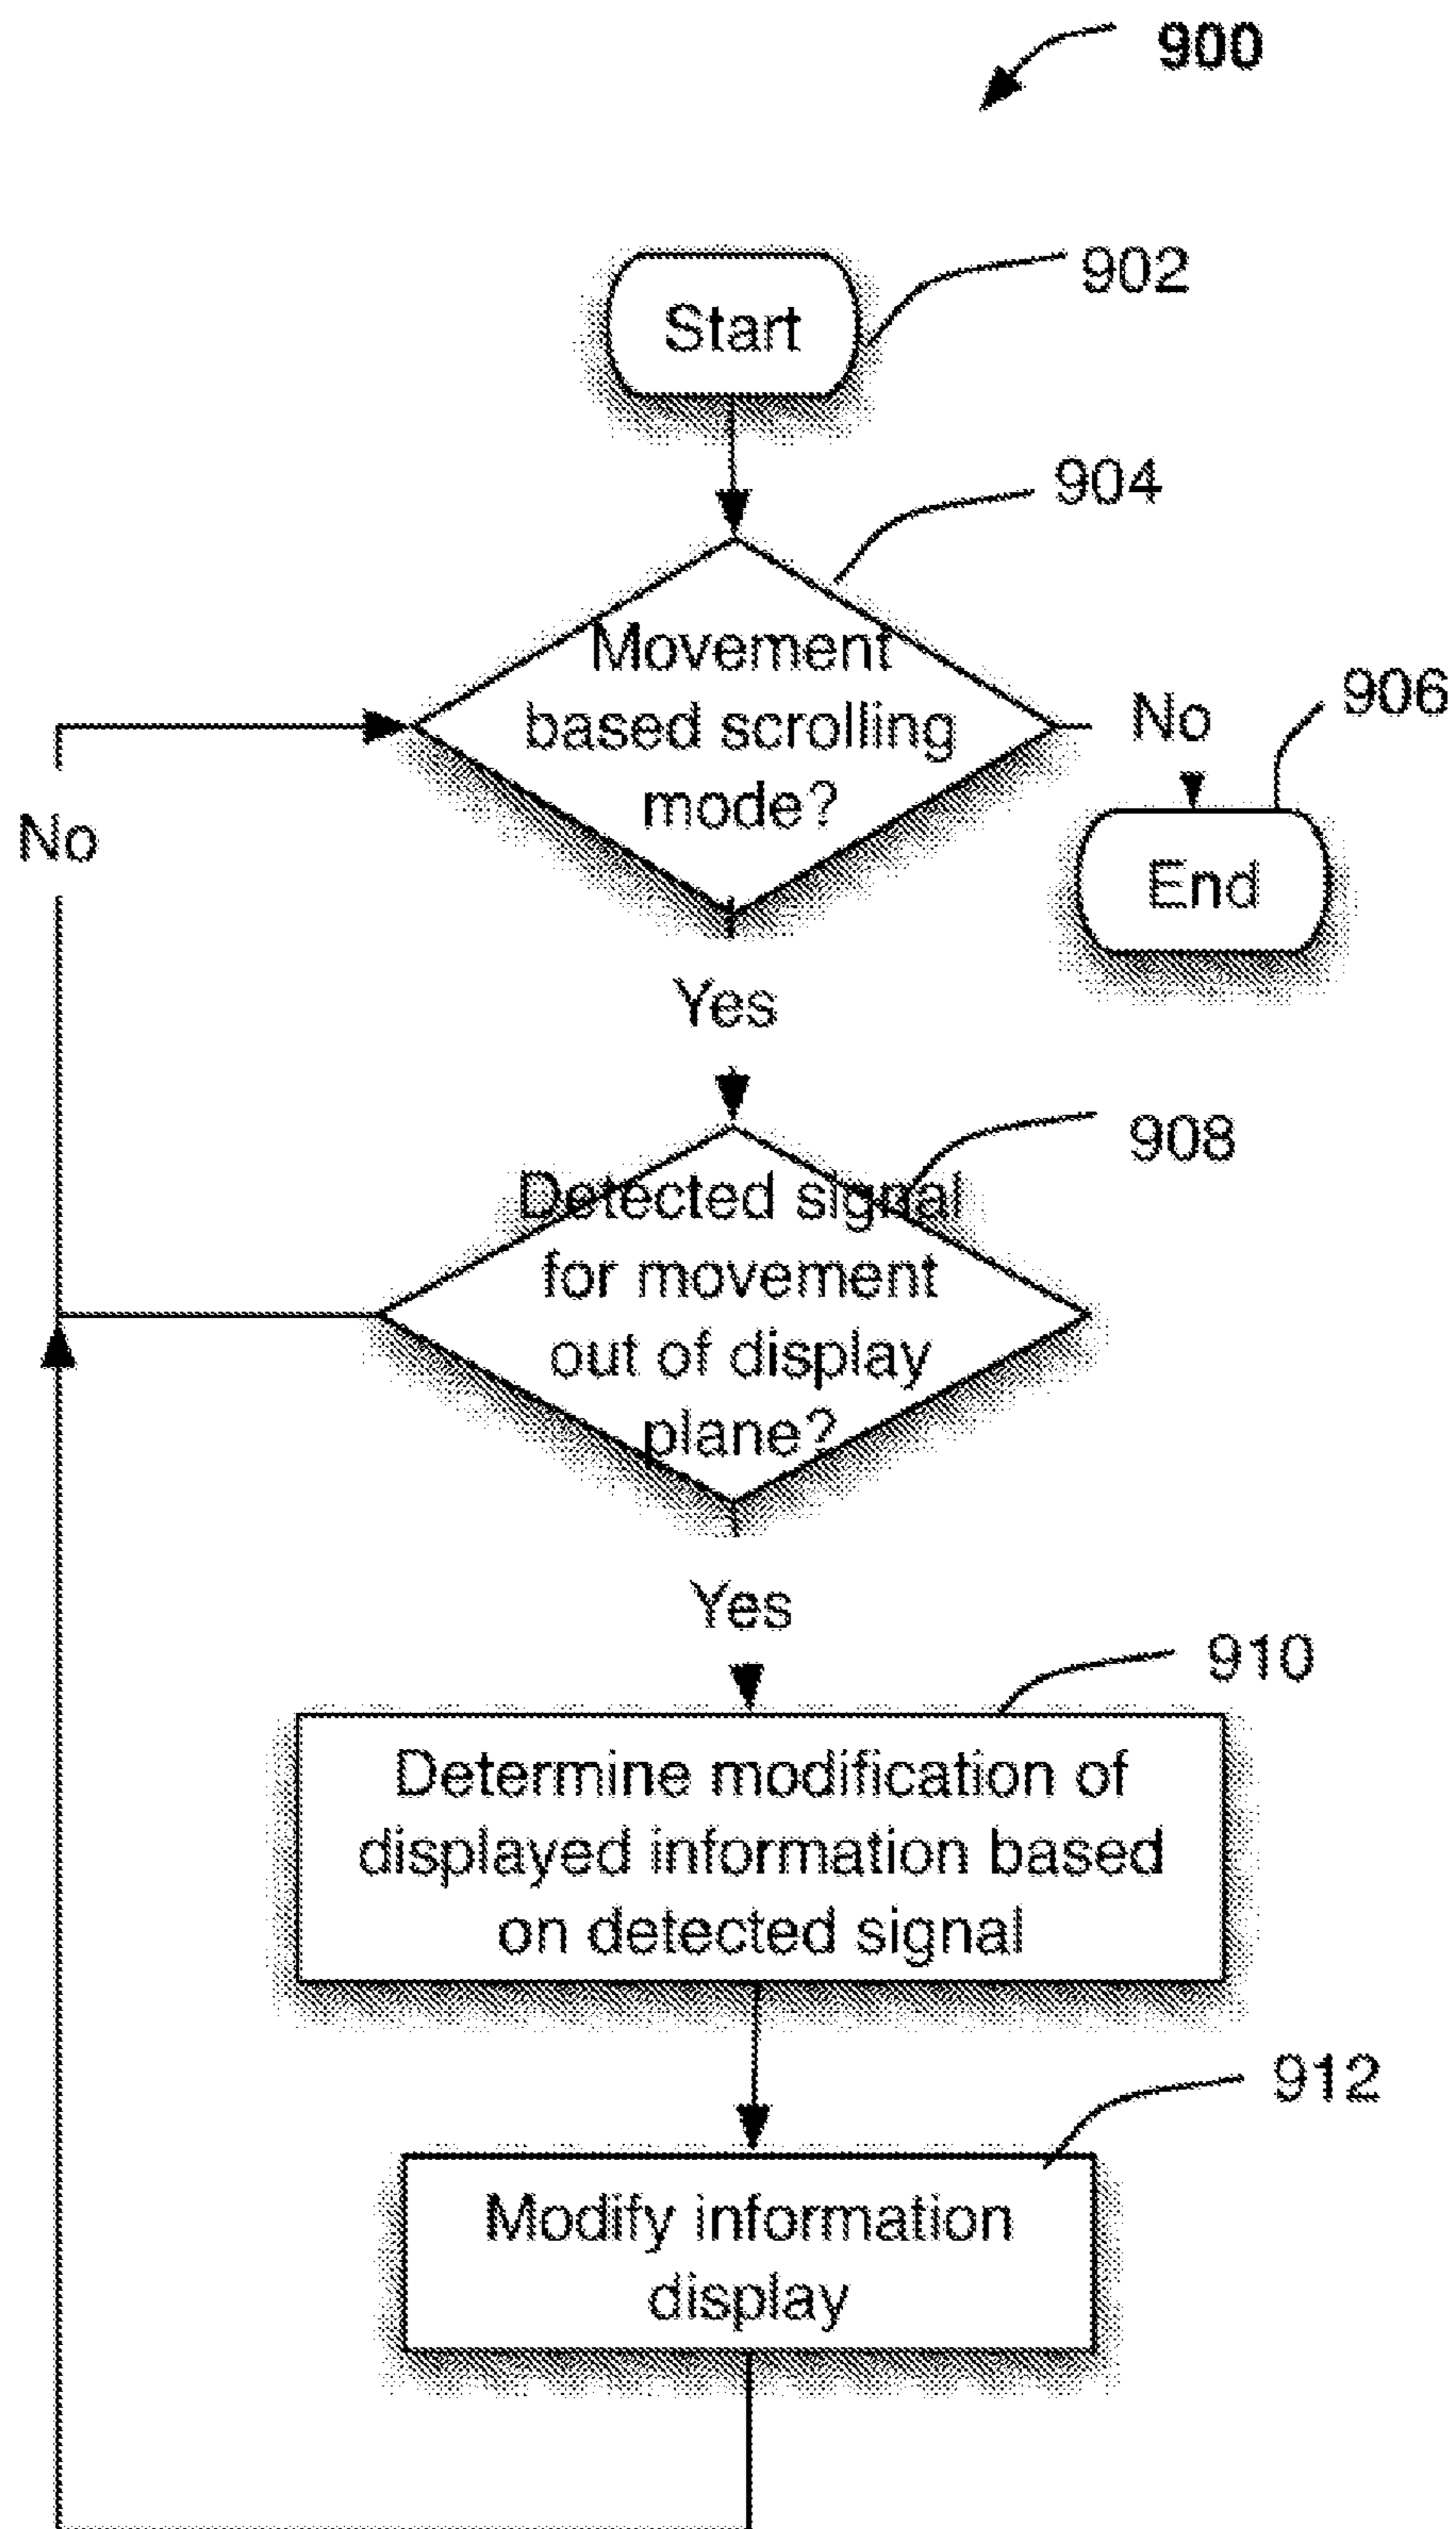 900
Start
902
904
Movement
based scrolling
mode?
No
906
End
No
Yes
908
Detected signal
for movement
out of display
plane?
Yes
910
Determine modification of
displayed information based
on detected signal
912
Modify information
display